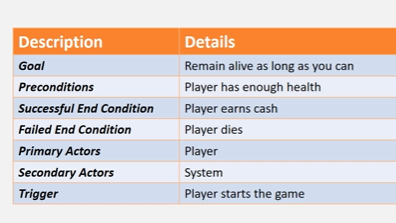 Description Details
Goal Remain alive as long as you can
Preconditions Player has enough health
Successful End Condition Player earns cash
Failed End Condition Player dies
Primary Actors Player
Secondary Actors System
Trigger Player starts the game